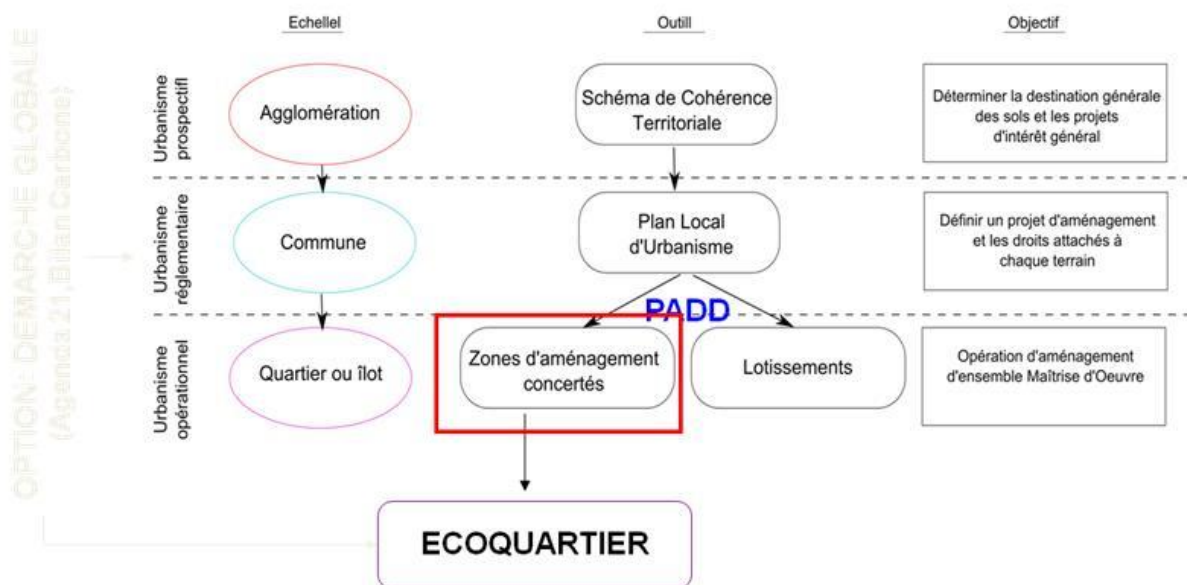 Echellel
Outill
Objectif
OPTION: DEMARCHE GLOBALE
(Agenda 21,Bilan Carbone)
Urbanisme
prospectifl
Agglomération
Schéma de Cohérence
Territoriale
Déterminer la destination générale
des sols et les projets
d'intérêt général
Urbanisme
réglementaire
Commune
Plan Local
d'Urbanisme
Définir un projet d'aménagement
et les droits attachés à
chaque terrain
PADD
Urbanisme
opérationnel
Quartier ou îlot
Zones d'aménagement
concertés
Lotissements
Opération d'aménagement
d'ensemble Maîtrise d'Oeuvre
ECOQUARTIER